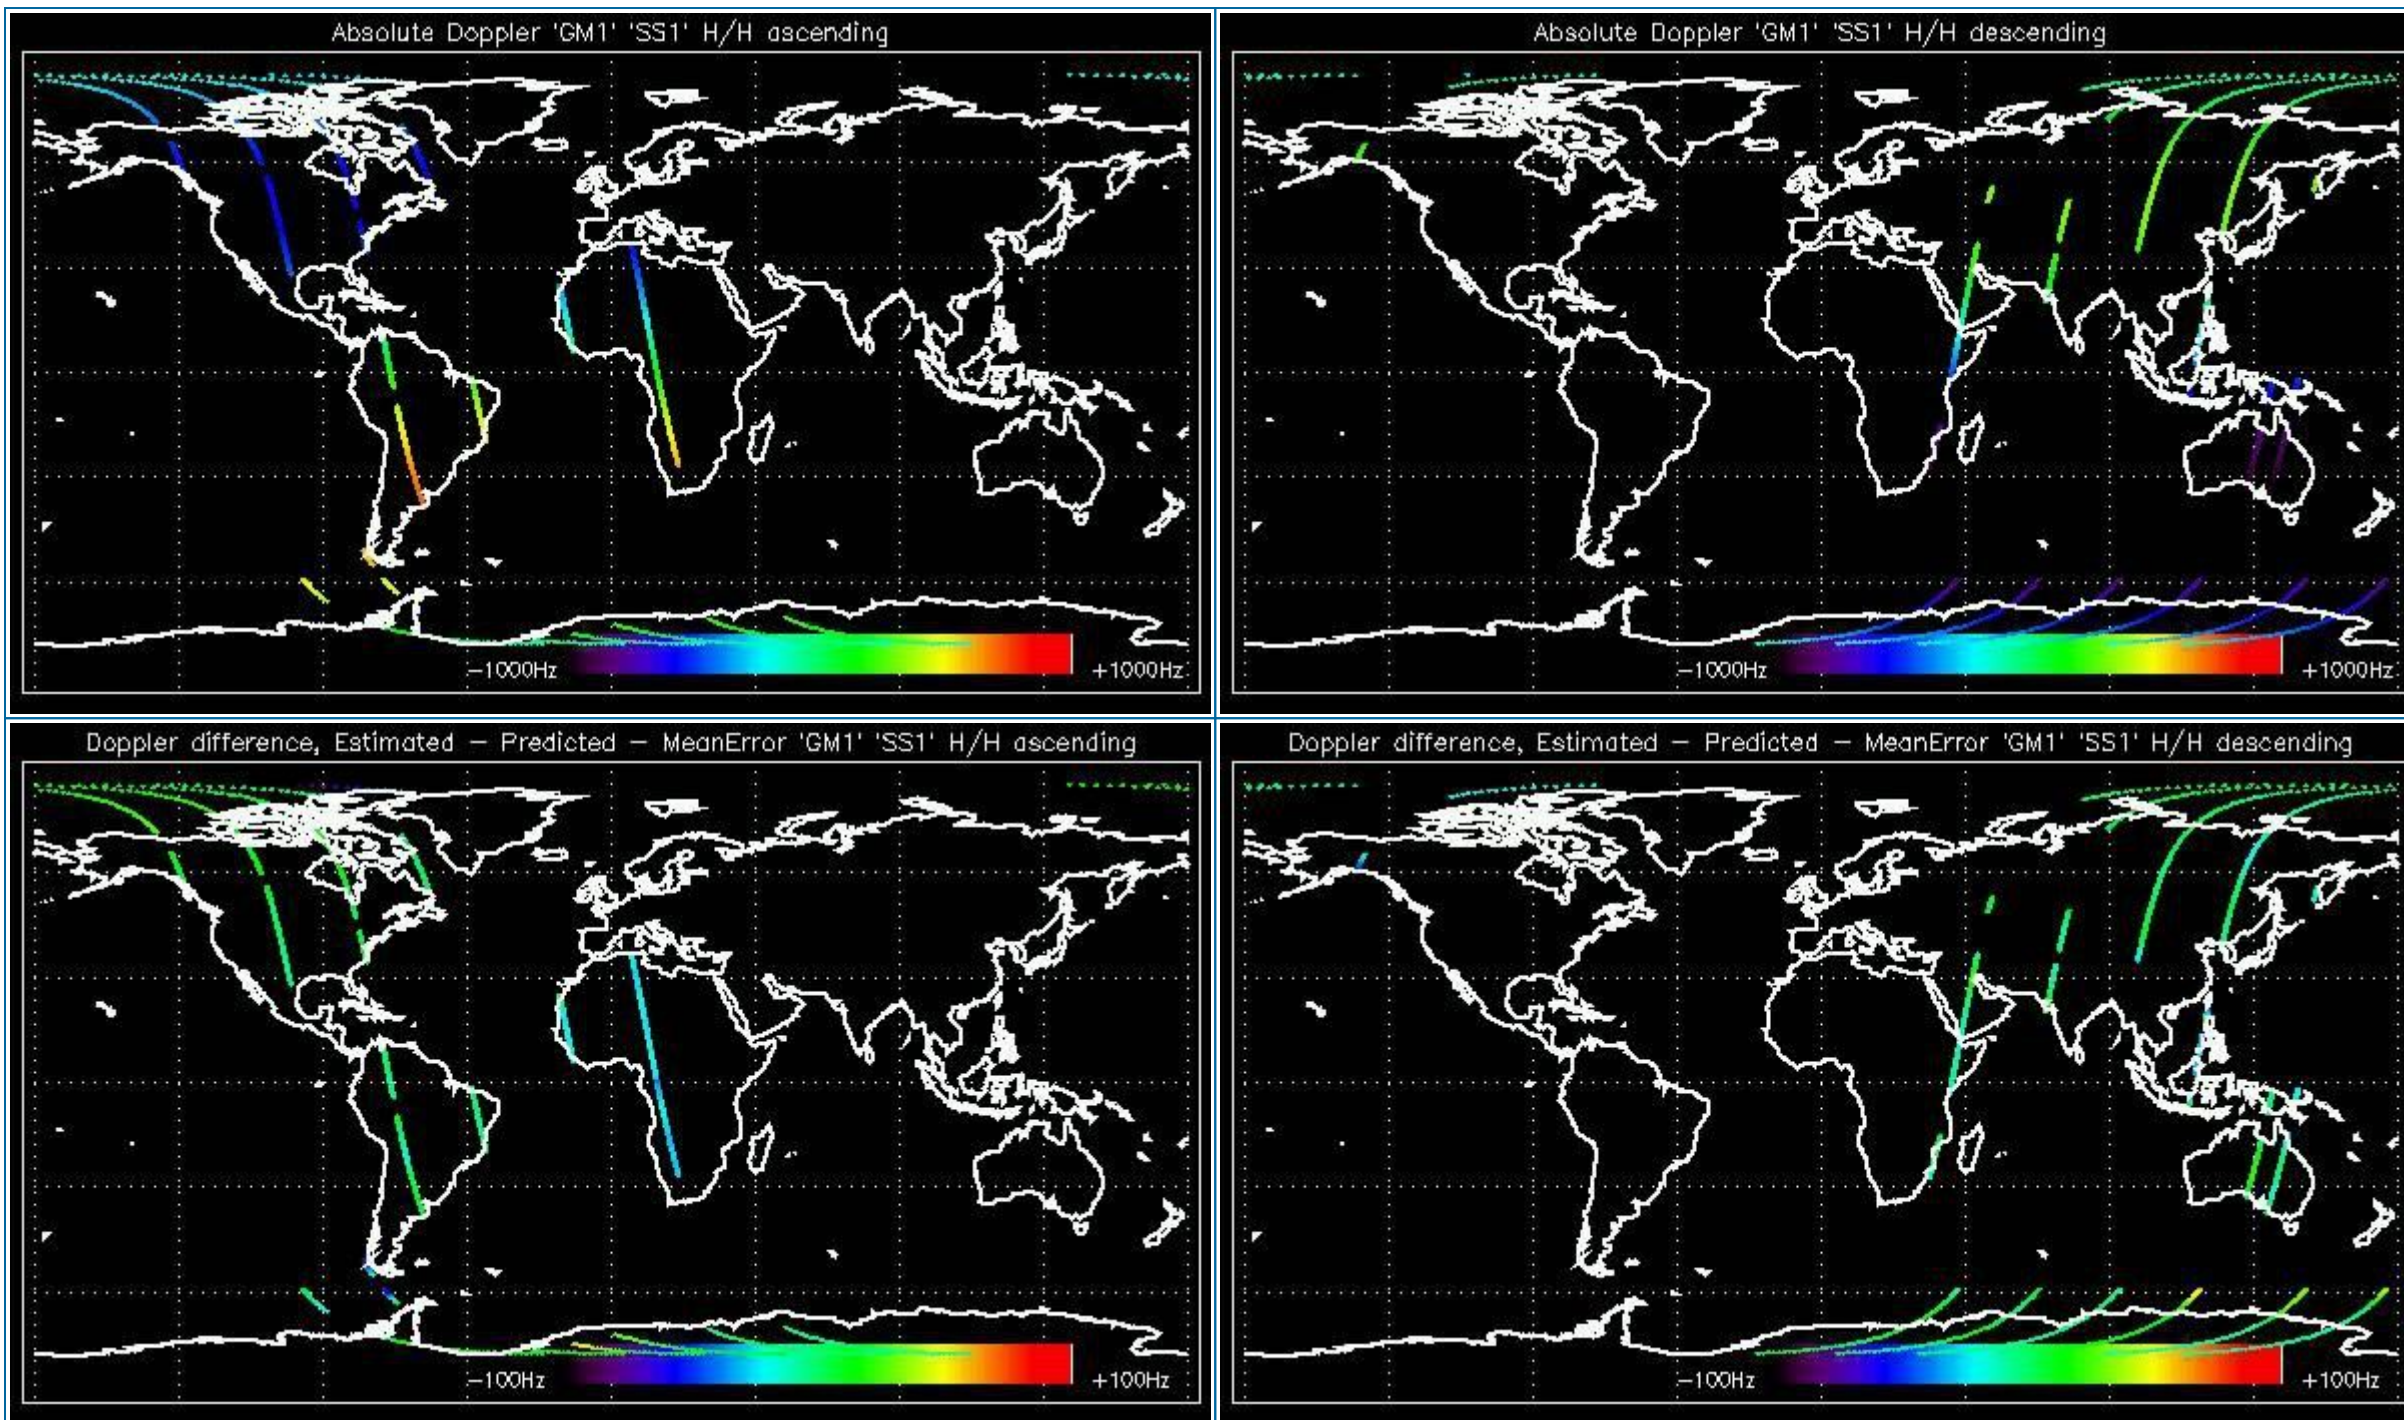 Absolute Doppler 'GM1' 'SS1' H/H ascending
−1000Hz
+1000Hz
Absolute Doppler 'GM1' 'SS1' H/H descending
−1000Hz
+1000Hz
Doppler difference, Estimated − Predicted − MeanError 'GM1' 'SS1' H/H ascending
−100Hz
+100Hz
Doppler difference, Estimated − Predicted − MeanError 'GM1' 'SS1' H/H descending
−100Hz
+100Hz